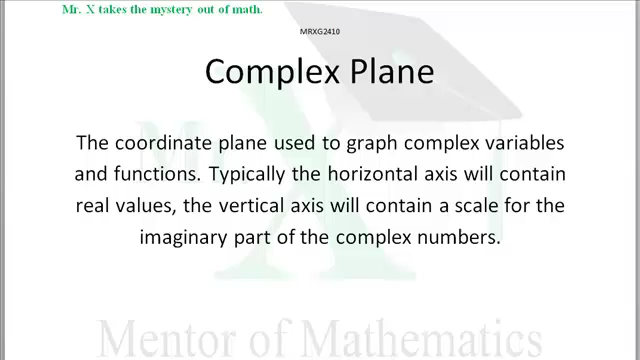 Mr. X takes the mystery out of math.
MRXG2410
Complex Plane
The coordinate plane used to graph complex variables
and functions. Typically the horizontal axis will contain
real values, the vertical axis will contain a scale for the
imaginary part of the complex numbers.
Mr. X
Mentor of Mathematics